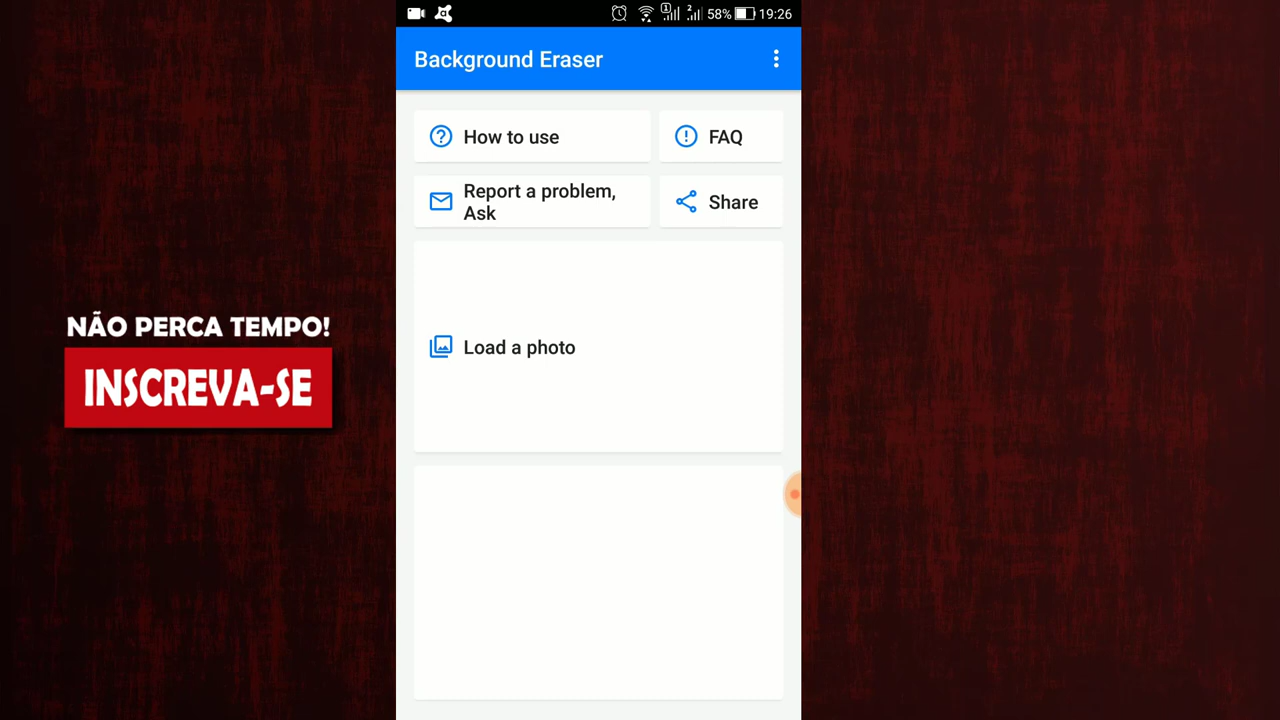 58% 19:26
Background Eraser
How to use
FAQ
Report a problem,
Ask
Share
NÃO PERCA TEMPO!
Load a photo
INSCREVA-SE